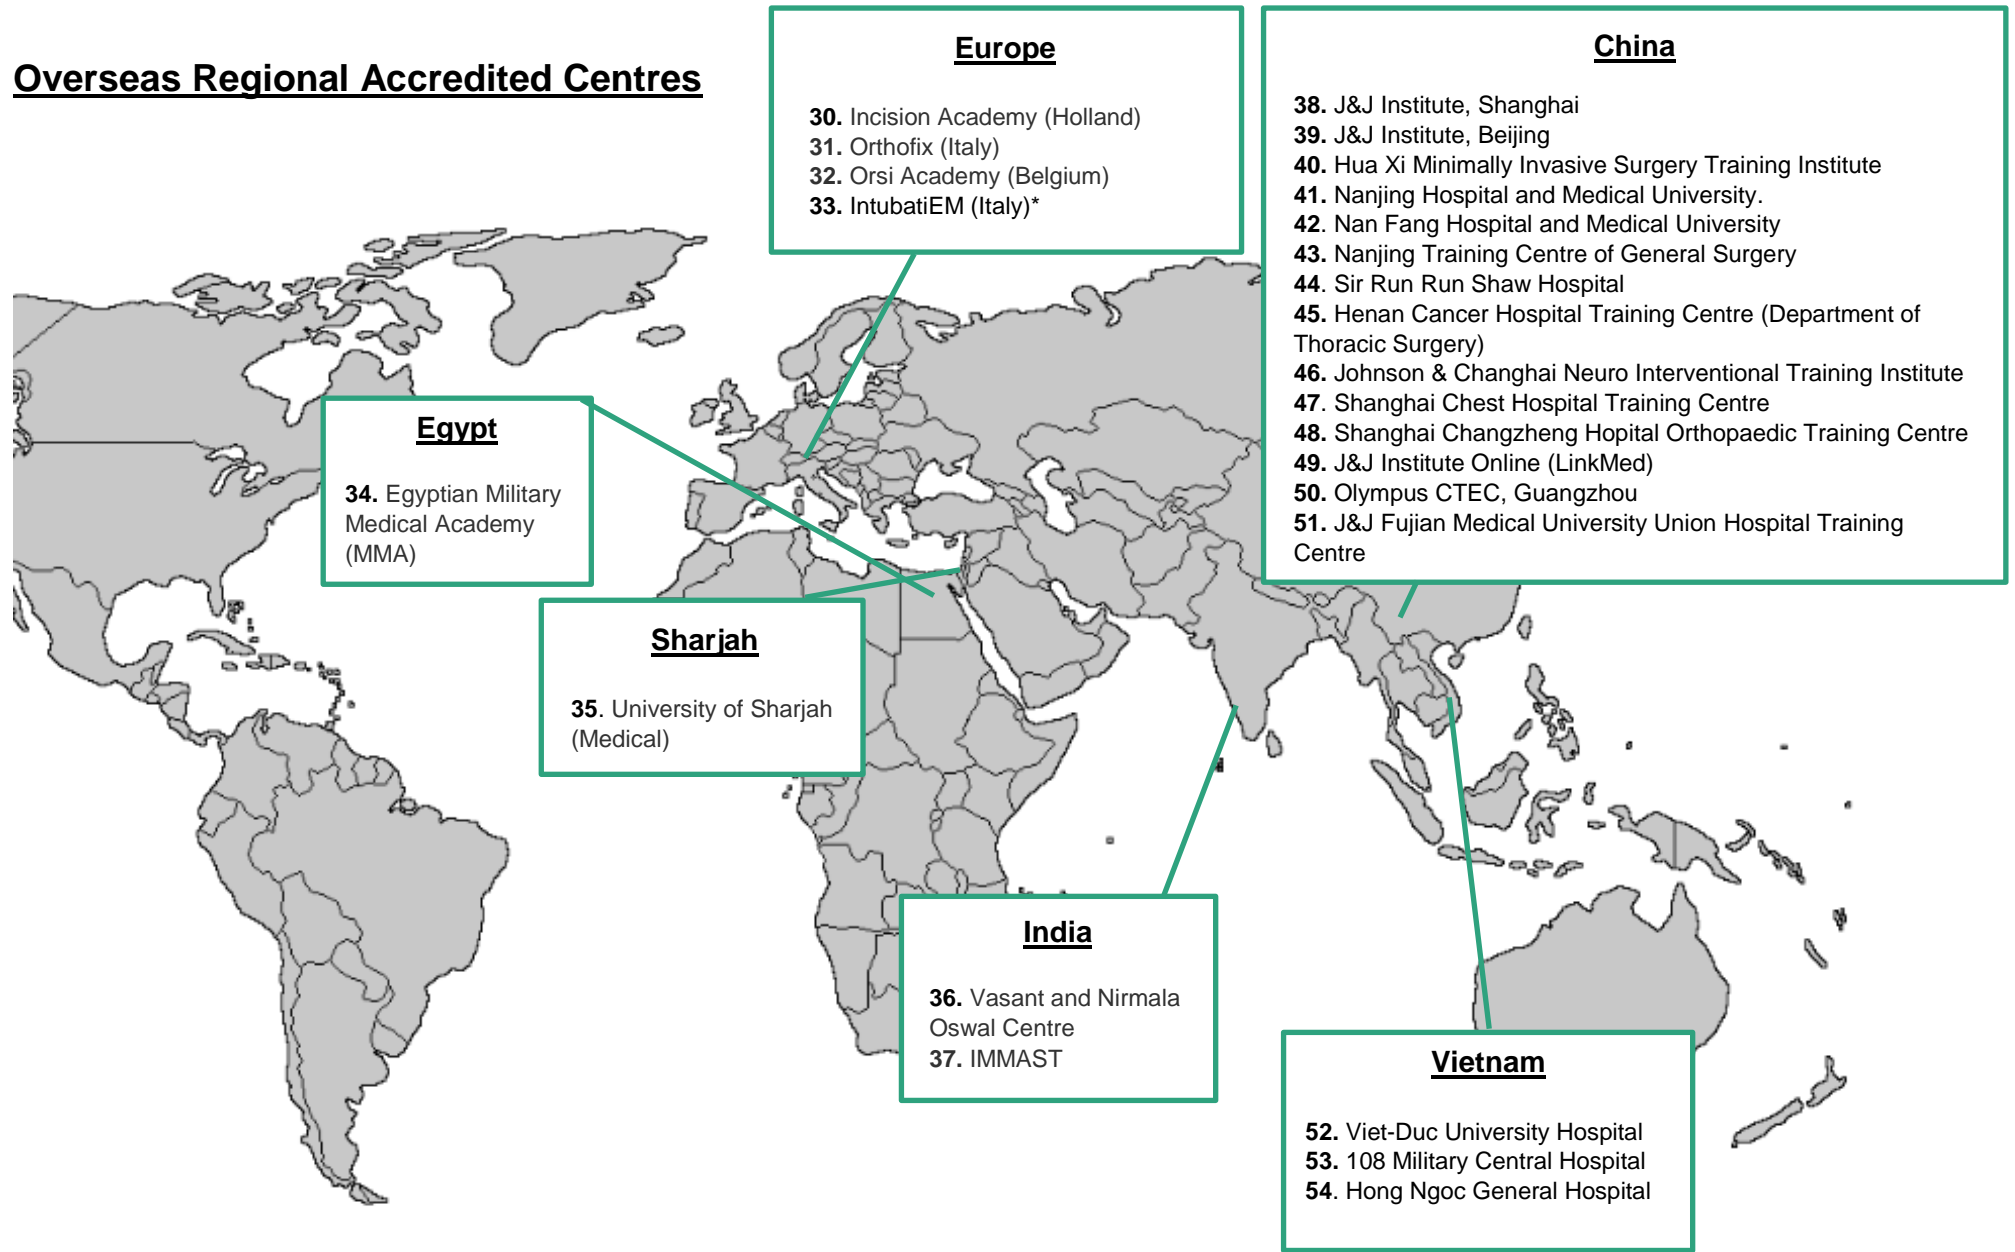 Overseas Regional Accredited Centres
Europe
30. Incision Academy (Holland)
31. Orthofix (Italy)
32. Orsi Academy (Belgium)
33. IntubatiEM (Italy)*
China
38. J&J Institute, Shanghai
39. J&J Institute, Beijing
40. Hua Xi Minimally Invasive Surgery Training Institute
41. Nanjing Hospital and Medical University.
42. Nan Fang Hospital and Medical University
43. Nanjing Training Centre of General Surgery
44. Sir Run Run Shaw Hospital
45. Henan Cancer Hospital Training Centre (Department of
Thoracic Surgery)
46. Johnson & Changhai Neuro Interventional Training Institute
47. Shanghai Chest Hospital Training Centre
48. Shanghai Changzheng Hopital Orthopaedic Training Centre
49. J&J Institute Online (LinkMed)
50. Olympus CTEC, Guangzhou
51. J&J Fujian Medical University Union Hospital Training
Centre
Egypt
34. Egyptian Military
Medical Academy
(MMA)
Sharjah
35. University of Sharjah
(Medical)
India
36. Vasant and Nirmala
Oswal Centre
37. IMMAST
Vietnam
52. Viet-Duc University Hospital
53. 108 Military Central Hospital
54. Hong Ngoc General Hospital